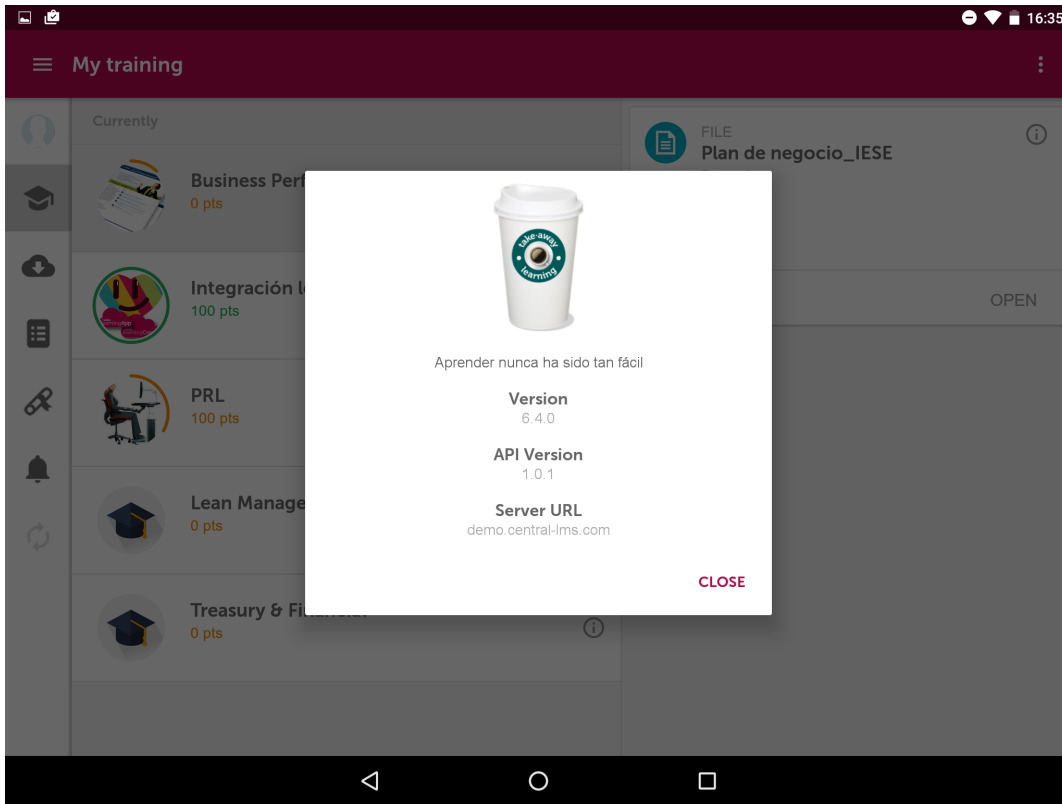 16:35
My training
Currently
Business Perf
0 pts
Integración l
100 pts
PRL
100 pts
Lean Manage
0 pts
Treasury & Fi
0 pts
FILE
Plan de negocio_IESE
OPEN
take-away
learning
Aprender nunca ha sido tan fácil
Version
6.4.0
API Version
1.0.1
Server URL
demo.central-lms.com
CLOSE